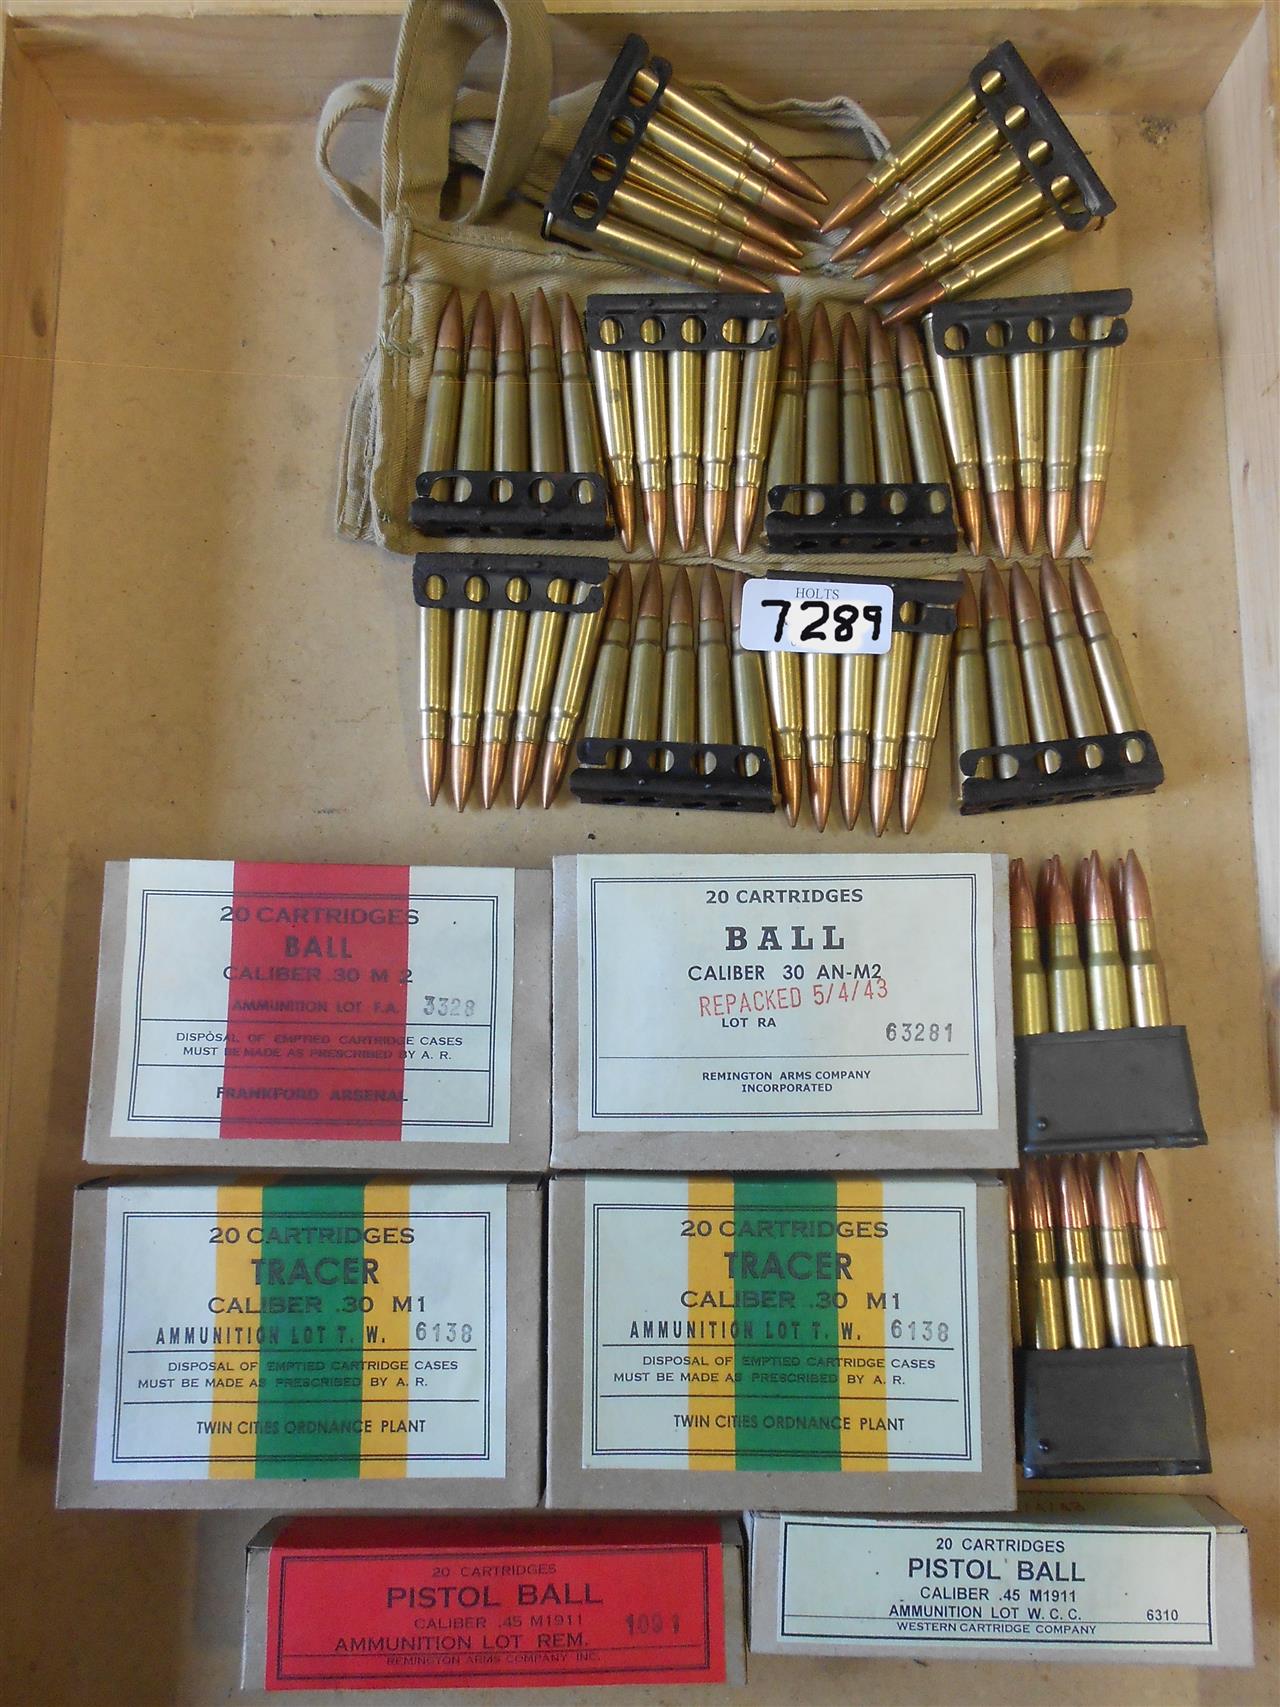 HOLTS
7289
20 CARTRIDGES
BALL
CALIBER .30 M 2
AMMUNITION LOT F.A. 3328
DISPOSAL OF EMPTIED CARTRIDGE CASES
MUST BE MADE AS PRESCRIBED BY A. R.
FRANKFORD ARSENAL
20 CARTRIDGES
BALL
CALIBER 30 AN-M2
REPACKED 5/4/43
LOT RA 63281
REMINGTON ARMS COMPANY
INCORPORATED
20 CARTRIDGES
TRACER
CALIBER .30 M1
AMMUNITION LOT T. W. 6138
DISPOSAL OF EMPTIED CARTRIDGE CASES
MUST BE MADE AS PRESCRIBED BY A. R.
TWIN CITIES ORDNANCE PLANT
20 CARTRIDGES
TRACER
CALIBER .30 M1
AMMUNITION LOT T. W. 6138
DISPOSAL OF EMPTIED CARTRIDGE CASES
MUST BE MADE AS PRESCRIBED BY A. R.
TWIN CITIES ORDNANCE PLANT
20 CARTRIDGES
PISTOL BALL
CALIBER .45 M1911
AMMUNITION LOT REM. 1091
REMINGTON ARMS COMPANY INC.
20 CARTRIDGES
PISTOL BALL
CALIBER .45 M1911
AMMUNITION LOT W. C. C. 6310
WESTERN CARTRIDGE COMPANY